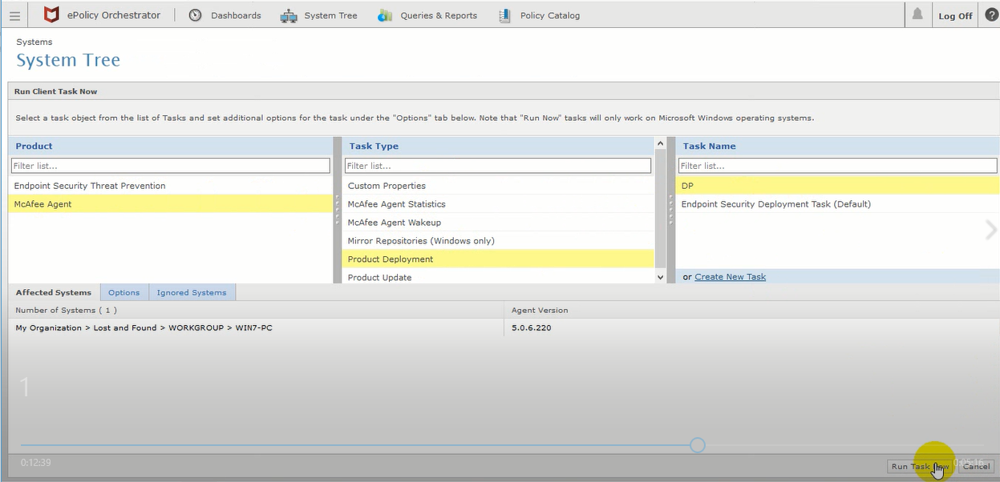 ePolicy Orchestrator Dashboards System Tree Queries & Reports Policy Catalog Log Off ?
Systems
System Tree
Run Client Task Now
Select a task object from the list of Tasks and set additional options for the task under the "Options" tab below. Note that "Run Now" tasks will only work on Microsoft Windows operating systems.
Product Task Type Task Name
Filter list... Filter list... Filter list...
Endpoint Security Threat Prevention Custom Properties DP
McAfee Agent McAfee Agent Statistics Endpoint Security Deployment Task (Default)
McAfee Agent Wakeup
Mirror Repositories (Windows only)
Product Deployment
Product Update or Create New Task
Affected Systems Options Ignored Systems
Number of Systems ( 1 ) Agent Version
My Organization > Lost and Found > WORKGROUP > WIN7-PC 5.0.6.220
1
0:12:39
Run Task Cancel